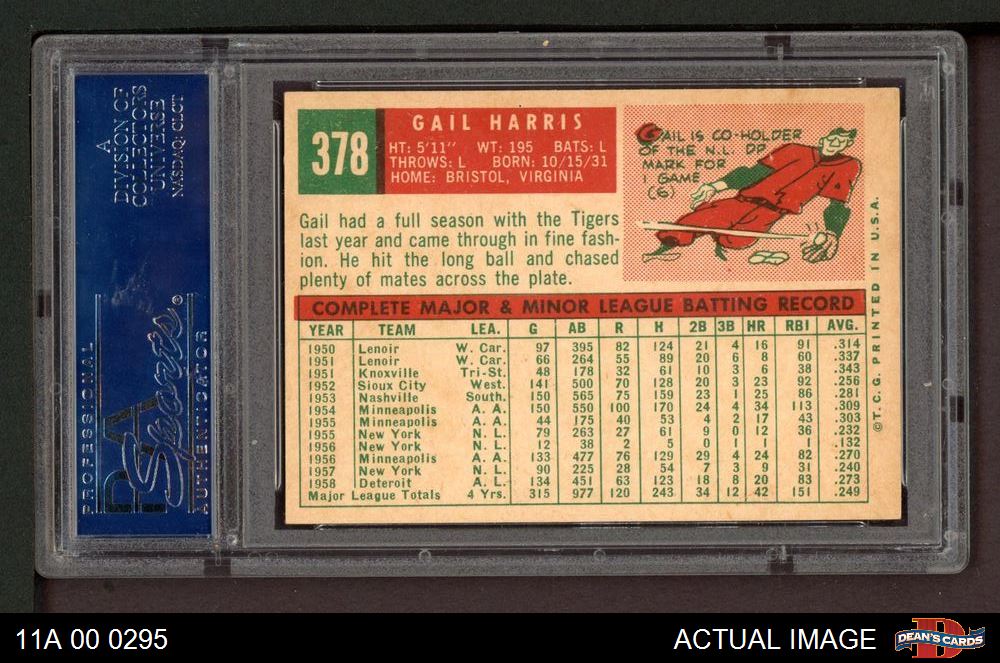 A
DIVISION OF
COLLECTORS
UNIVERSE
NASDAQ: CLCT
PROFESSIONAL
PSA
Sports ®
AUTHENTICATOR
378
GAIL HARRIS
HT: 5'11" WT: 195 BATS: L
THROWS: L BORN: 10/15/31
HOME: BRISTOL, VIRGINIA
GAIL IS CO-HOLDER
OF THE N.L. DP
MARK FOR
GAME
(6)
Gail had a full season with the Tigers
last year and came through in fine fash-
ion. He hit the long ball and chased
plenty of mates across the plate.
COMPLETE MAJOR & MINOR LEAGUE BATTING RECORD
YEAR TEAM LEA. G AB R H 2B 3B HR RBI AVG.
1950 Lenoir W. Car. 97 395 82 124 21 4 16 91 .314
1951 Lenoir W. Car. 66 264 55 89 20 6 8 60 .337
1951 Knoxville Tri-St. 48 178 32 61 10 3 6 38 .343
1952 Sioux City West. 141 500 70 128 20 3 23 92 .256
1953 Nashville South. 150 565 75 159 23 1 25 86 .281
1954 Minneapolis A. A. 150 550 100 170 24 4 34 113 .309
1955 Minneapolis A. A. 44 175 40 53 4 2 17 43 .303
1955 New York N. L. 79 263 27 61 9 0 12 36 .232
1956 New York N. L. 12 38 2 5 0 1 1 1 .132
1956 Minneapolis A. A. 133 477 76 129 29 4 24 82 .270
1957 New York N. L. 90 225 28 54 7 3 9 31 .240
1958 Deteroit A. L. 134 451 63 123 18 8 20 83 .273
Major League Totals 4 Yrs. 315 977 120 243 34 12 42 151 .249
©T.C.G. PRINTED IN U.S.A.
11A 00 0295
ACTUAL IMAGE
D
DEAN'S CARDS